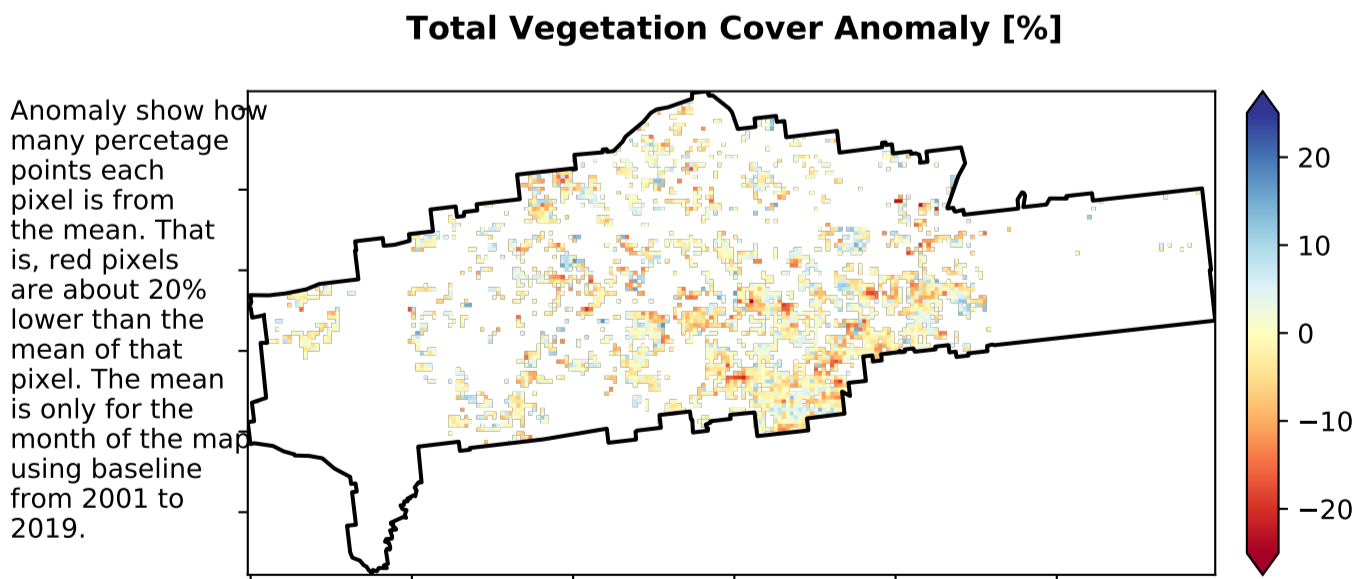 Total Vegetation Cover Anomaly [%]
Anomaly show how
many percetage
points each
pixel is from
the mean. That
is, red pixels
are about 20%
lower than the
mean of that
pixel. The mean
is only for the
month of the map
using baseline
from 2001 to
2019.
20
10
0
−10
−20